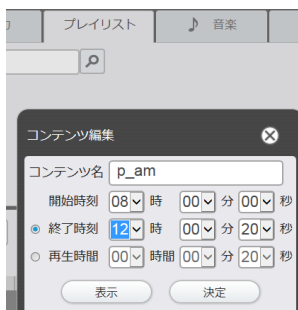 プレイリスト ♪ 音楽
コンテンツ編集
コンテンツ名 p_am
開始時刻 08 時 00 分 00 秒
終了時刻 12 時 00 分 20 秒
再生時間 00 時間 00 分 20 秒
表示 決定